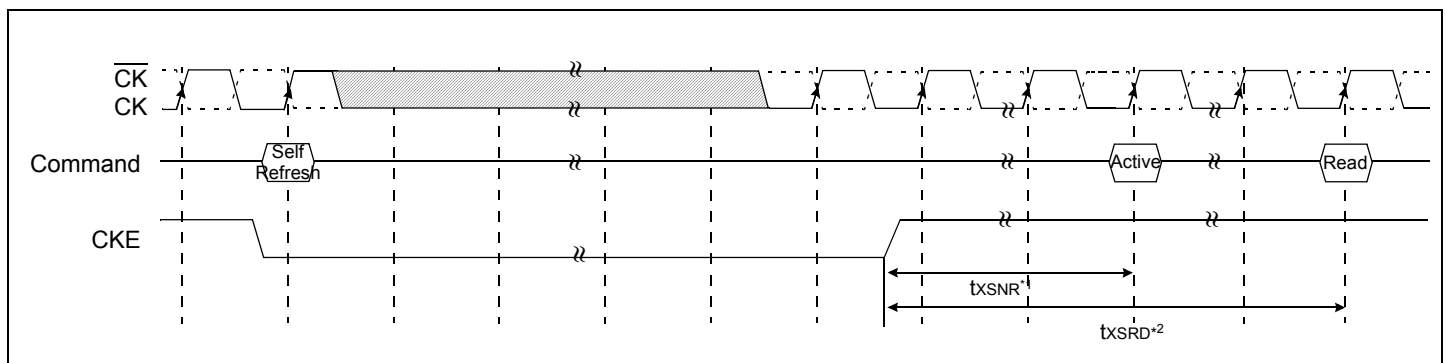 CK
CK
Command
Self
Refresh
Active
Read
CKE
tXSNR*1
tXSRD*2